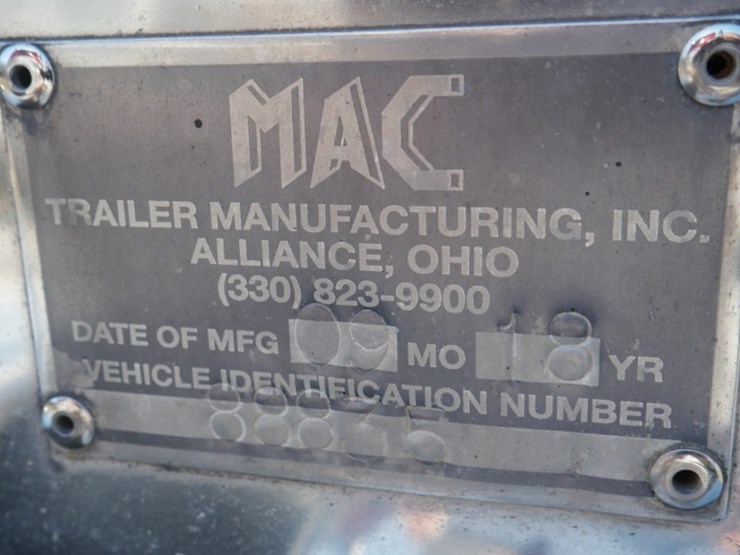 MAC
TRAILER MANUFACTURING, INC.
ALLIANCE, OHIO
(330) 823-9900
DATE OF MFG 09 MO 18 YR
VEHICLE IDENTIFICATION NUMBER
88835